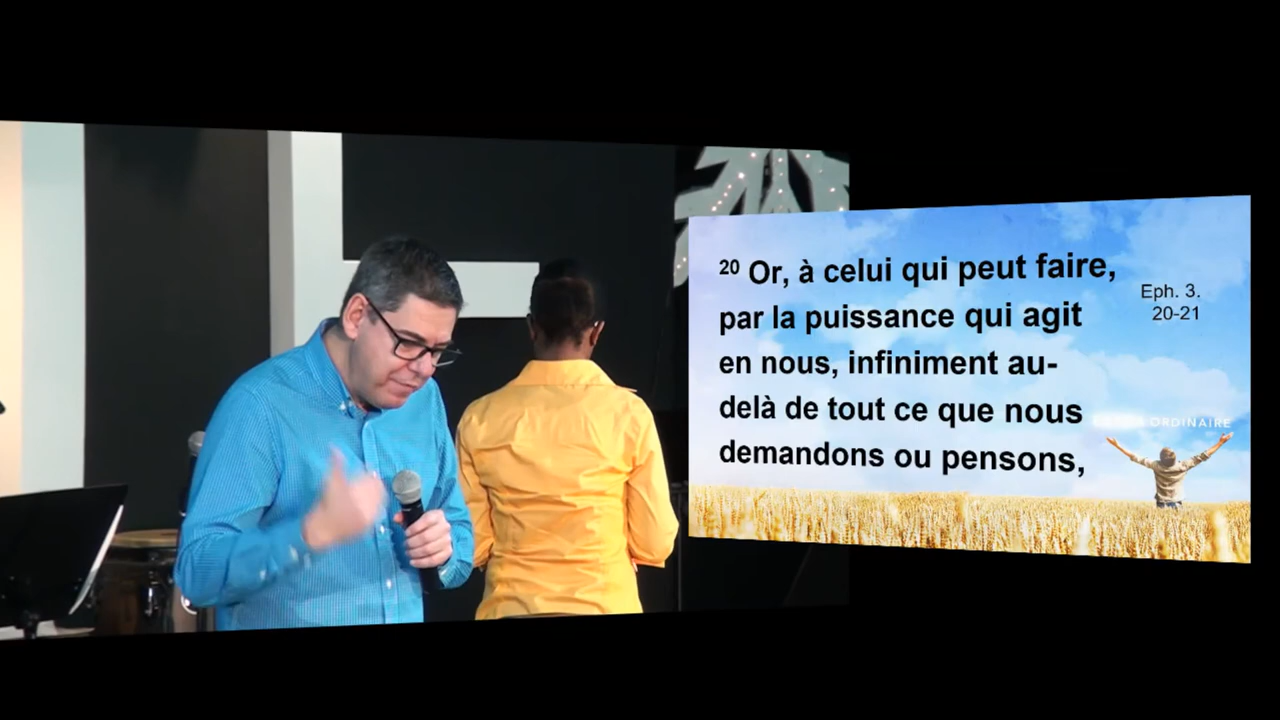 20 Or, à celui qui peut faire,
par la puissance qui agit
en nous, infiniment au-
delà de tout ce que nous
demandons ou pensons,
Eph. 3.
20-21
ORDINAIRE